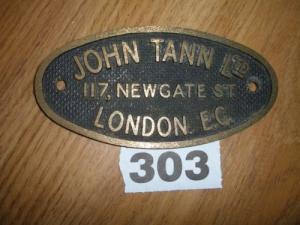 JOHN TANN LTD
117, NEWGATE ST
LONDON. E.C.
303